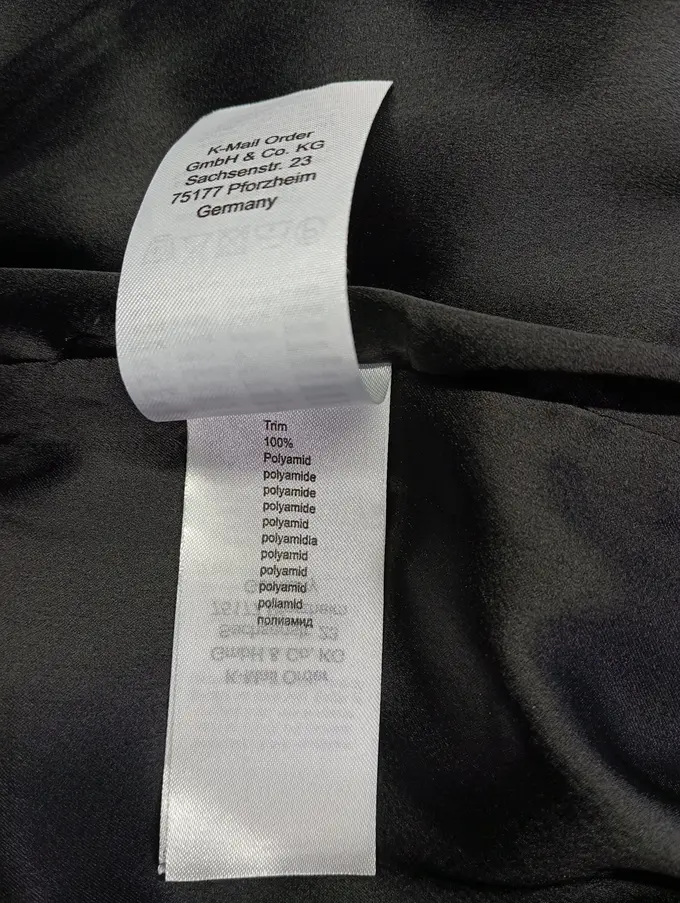 K-Mail Order
GmbH & Co. KG
Sachsenstr. 23
75177 Pforzheim
Germany
Trim
100%
Polyamid
polyamide
polyamide
polyamide
polyamid
polyamidia
polyamid
polyamid
polyamid
poliamid
полиамид